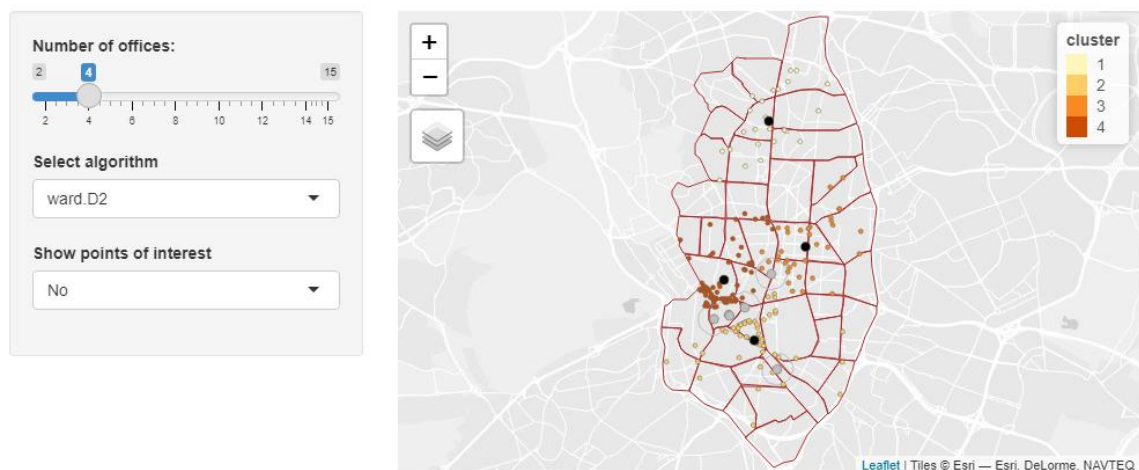 Number of offices:
2 4 15
2 4 6 8 10 12 14 15
Select algorithm
ward.D2
Show points of interest
No
+
−
cluster
1
2
3
4
Leaflet | Tiles © Esri — Esri, DeLorme, NAVTEQ